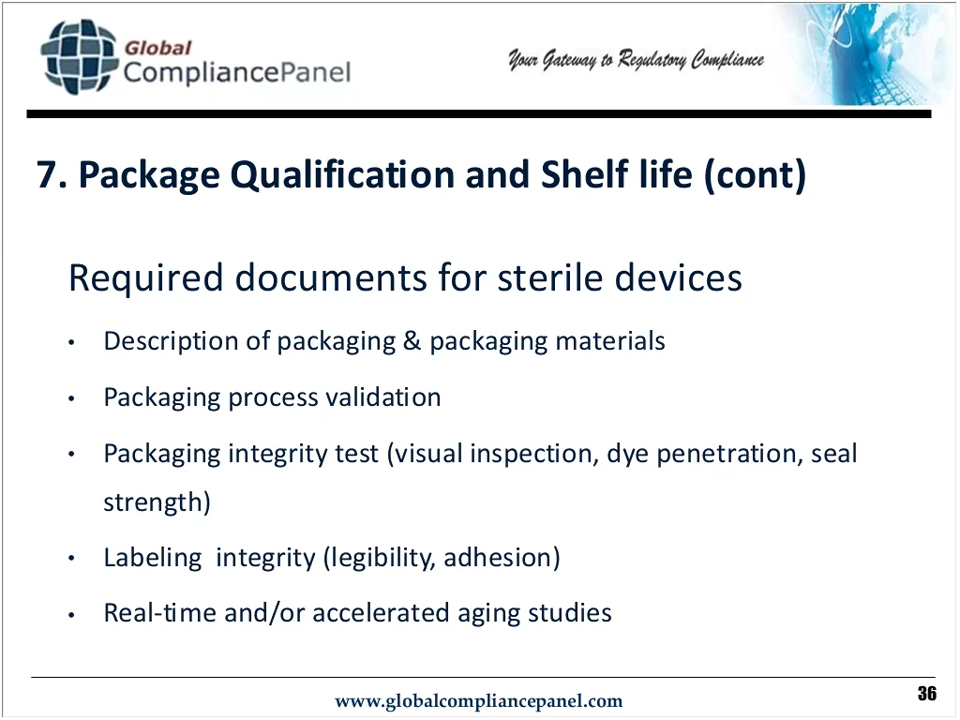 Global
CompliancePanel
Your Gateway to Regulatory Compliance
7. Package Qualification and Shelf life (cont)
Required documents for sterile devices
• Description of packaging & packaging materials
• Packaging process validation
• Packaging integrity test (visual inspection, dye penetration, seal
strength)
• Labeling  integrity (legibility, adhesion)
• Real-time and/or accelerated aging studies
www.globalcompliancepanel.com
36